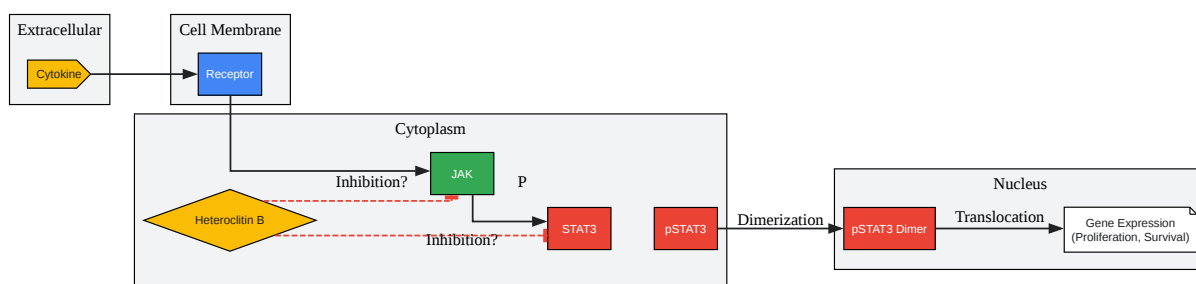 Extracellular
Cell Membrane
Cytokine
Receptor
Cytoplasm
JAK
Inhibition?
P
Heteroclitin B
Inhibition?
STAT3
pSTAT3
Dimerization
Nucleus
pSTAT3 Dimer
Translocation
Gene Expression
(Proliferation, Survival)